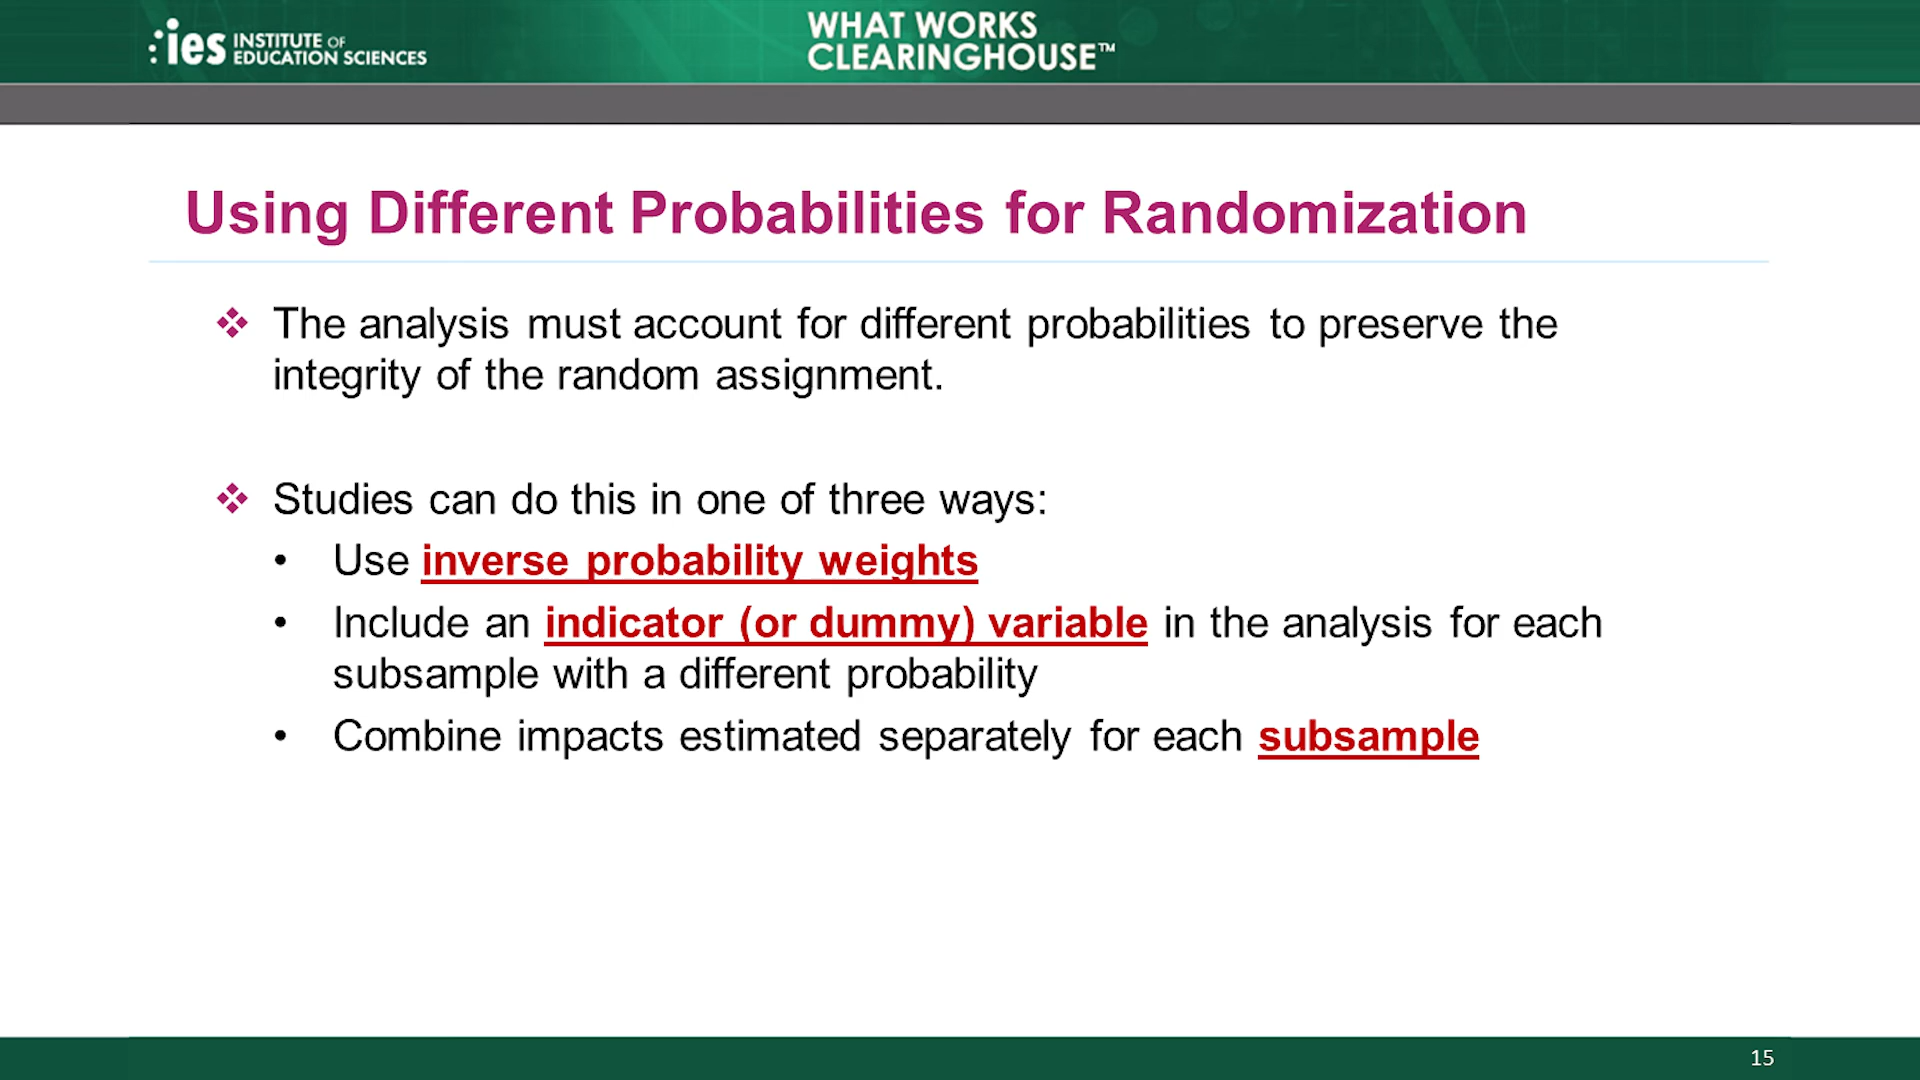 ies INSTITUTE OF
EDUCATION SCIENCES
WHAT WORKS
CLEARINGHOUSE™
Using Different Probabilities for Randomization
❖ The analysis must account for different probabilities to preserve the
integrity of the random assignment.
❖ Studies can do this in one of three ways:
• Use inverse probability weights
• Include an indicator (or dummy) variable in the analysis for each
subsample with a different probability
• Combine impacts estimated separately for each subsample
15